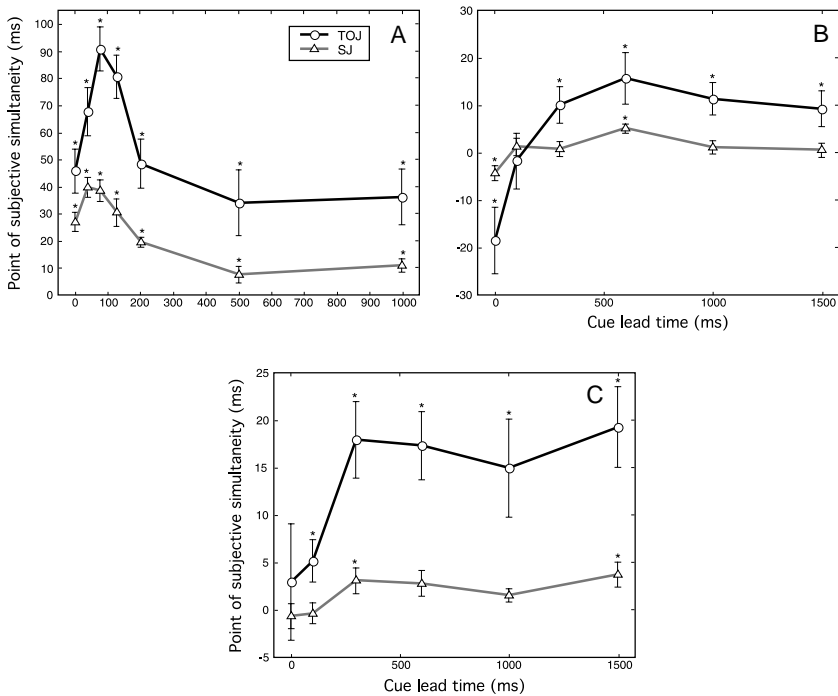 A
TOJ
SJ
Point of subjective simultaneity (ms)
100
90
80
70
60
50
40
30
20
10
0
0 100 200 300 400 500 600 700 800 900 1000
* * * * * * *
* * * * * * *
B
30
20
10
0
-10
-20
-30
0 500 1000 1500
Cue lead time (ms)
* * * * *
* *
C
Point of subjective simultaneity (ms)
25
20
15
10
5
0
-5
0 500 1000 1500
Cue lead time (ms)
* * * * *
* *